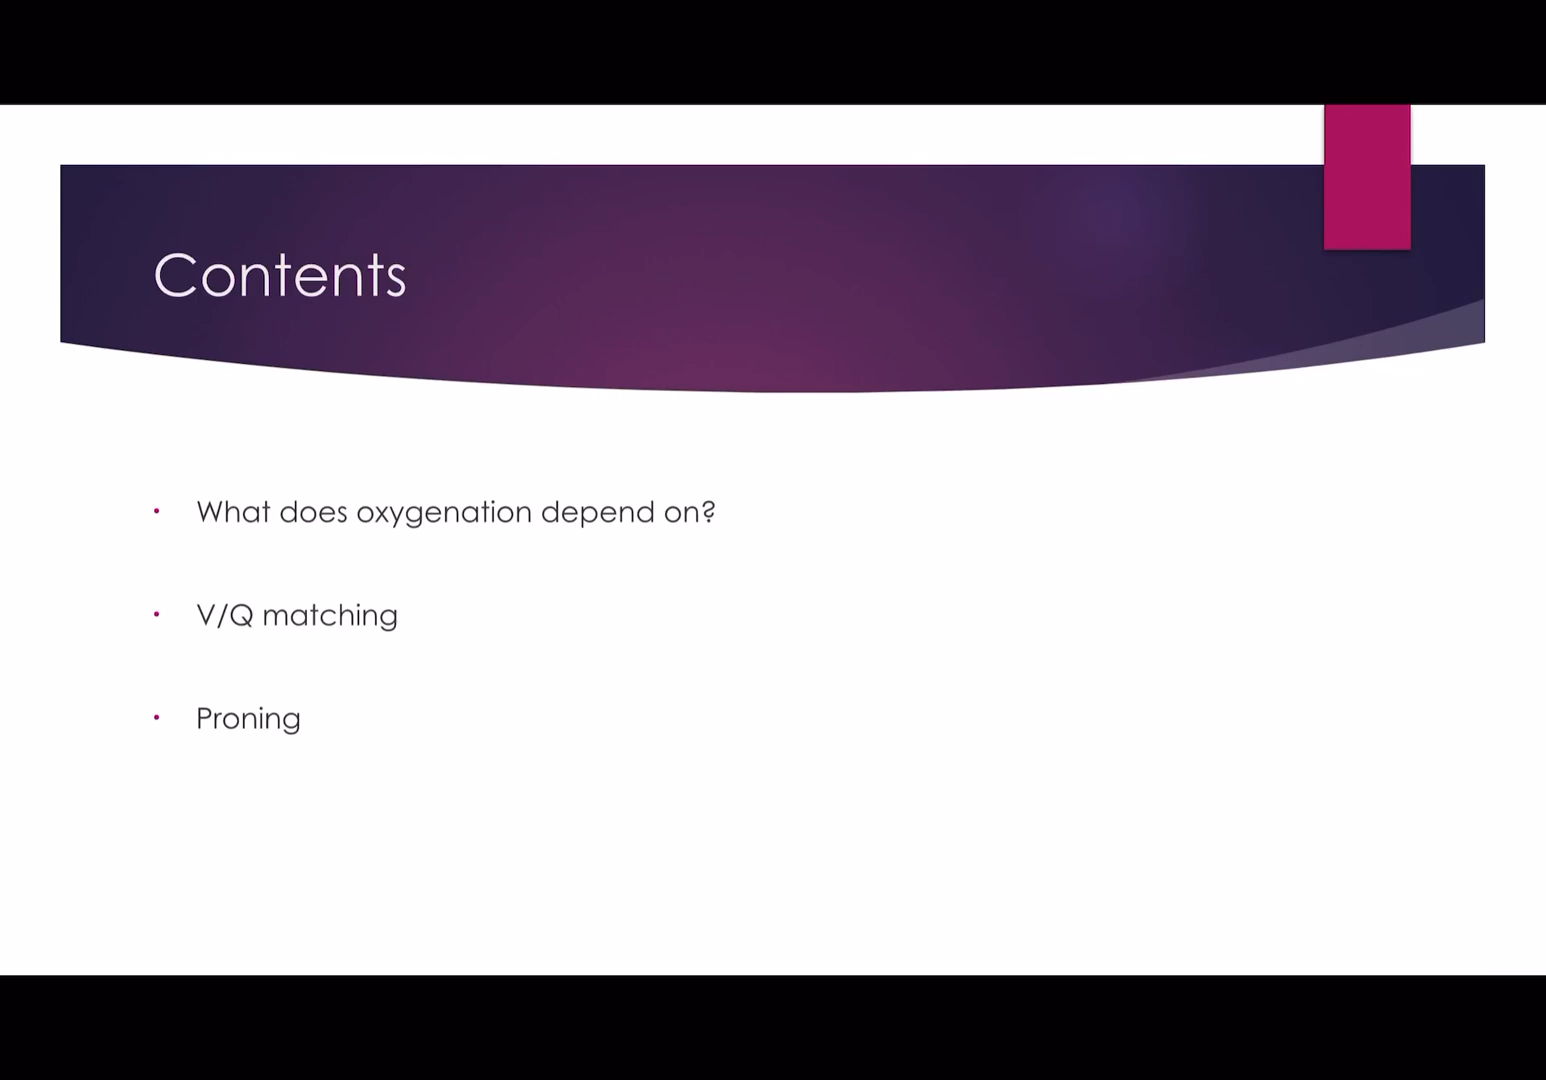 Contents
• What does oxygenation depend on?
• V/Q matching
• Proning